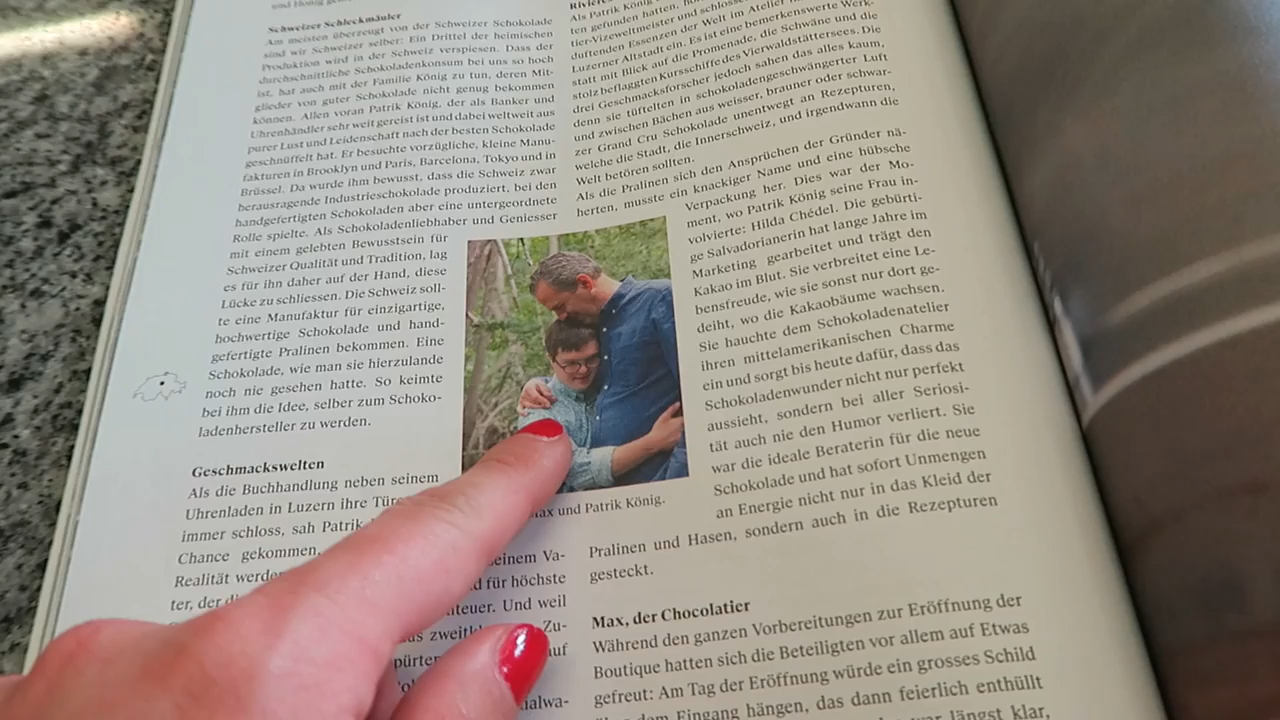 und Honig
Schweizer Schleckmäuler
Am meisten überzeugt von der Schweizer Schokolade
sind wir Schweizer selber: Ein Drittel der heimischen
Produktion wird in der Schweiz verspiesen. Dass der
durchschnittliche Schokoladenkonsum bei uns so hoch
ist, hat auch mit der Familie König zu tun, deren Mit-
glieder von guter Schokolade nicht genug bekommen
können. Allen voran Patrik König, der als Banker und
Uhrenhändler sehr weit gereist ist und dabei weltweit aus
purer Lust und Leidenschaft nach der besten Schokolade
geschnüffelt hat. Er besuchte vorzügliche, kleine Manu-
fakturen in Brooklyn und Paris, Barcelona, Tokyo und in
Brüssel. Da wurde ihm bewusst, dass die Schweiz zwar
herausragende Industrieschokolade produziert, bei den
handgefertigten Schokoladen aber eine untergeordnete
Rolle spielte. Als Schokoladenliebhaber und Geniesser
mit einem gelebten Bewusstsein für
Schweizer Qualität und Tradition, lag
es für ihn daher auf der Hand, diese
Lücke zu schliessen. Die Schweiz soll-
te eine Manufaktur für einzigartige,
hochwertige Schokolade und hand-
gefertigte Pralinen bekommen. Eine
Schokolade, wie man sie hierzulande
noch nie gesehen hatte. So keimte
bei ihm die Idee, selber zum Schoko-
ladenhersteller zu werden.
Geschmackswelten
Als die Buchhandlung neben seinem
Uhrenladen in Luzern ihre Türe
immer schloss, sah Patrik
Chance gekommen,
Realität werde
ter, der
einem Va-
für höchste
teuer. Und weil
Zu-
auf
Als Patrik König
ten gefunden hatten,
tier-Vizeweltmeister und
duftenden Essenzen der Welt im Atelier
Luzerner Altstadt ein. Es ist eine bemerkenswerte Werk-
statt mit Blick auf die Promenade, die Schwäne und die
stolz beflaggten Kursschiffe des Vierwaldstättersees. Die
drei Geschmacksforscher jedoch sahen das alles kaum,
denn sie tüftelten in schokoladengeschwängerter Luft
und zwischen Bächen aus weisser, brauner oder schwar-
zer Grand Cru Schokolade unentwegt an Rezepturen,
welche die Stadt, die Innerschweiz, und irgendwann die
Welt betören sollten.
Als die Pralinen sich den Ansprüchen der Gründer nä-
herten, musste ein knackiger Name und eine hübsche
Verpackung her. Dies war der Mo-
ment, wo Patrik König seine Frau in-
volvierte: Hilda Chédel. Die gebürti-
ge Salvadorianerin hat lange Jahre im
Marketing gearbeitet und trägt den
Kakao im Blut. Sie verbreitet eine Le-
bensfreude, wie sie sonst nur dort ge-
deiht, wo die Kakaobäume wachsen.
Sie hauchte dem Schokoladenatelier
ihren mittelamerikanischen Charme
ein und sorgt bis heute dafür, dass das
Schokoladenwunder nicht nur perfekt
aussieht, sondern bei aller Seriosi-
tät auch nie den Humor verliert. Sie
war die ideale Beraterin für die neue
Schokolade und hat sofort Unmengen
an Energie nicht nur in das Kleid der
Pralinen und Hasen, sondern auch in die Rezepturen
gesteckt.
Max und Patrik König.
Max, der Chocolatier
Während den ganzen Vorbereitungen zur Eröffnung der
Boutique hatten sich die Beteiligten vor allem auf Etwas
gefreut: Am Tag der Eröffnung würde ein grosses Schild
dem Eingang hängen, das dann feierlich enthüllt
längst klar,